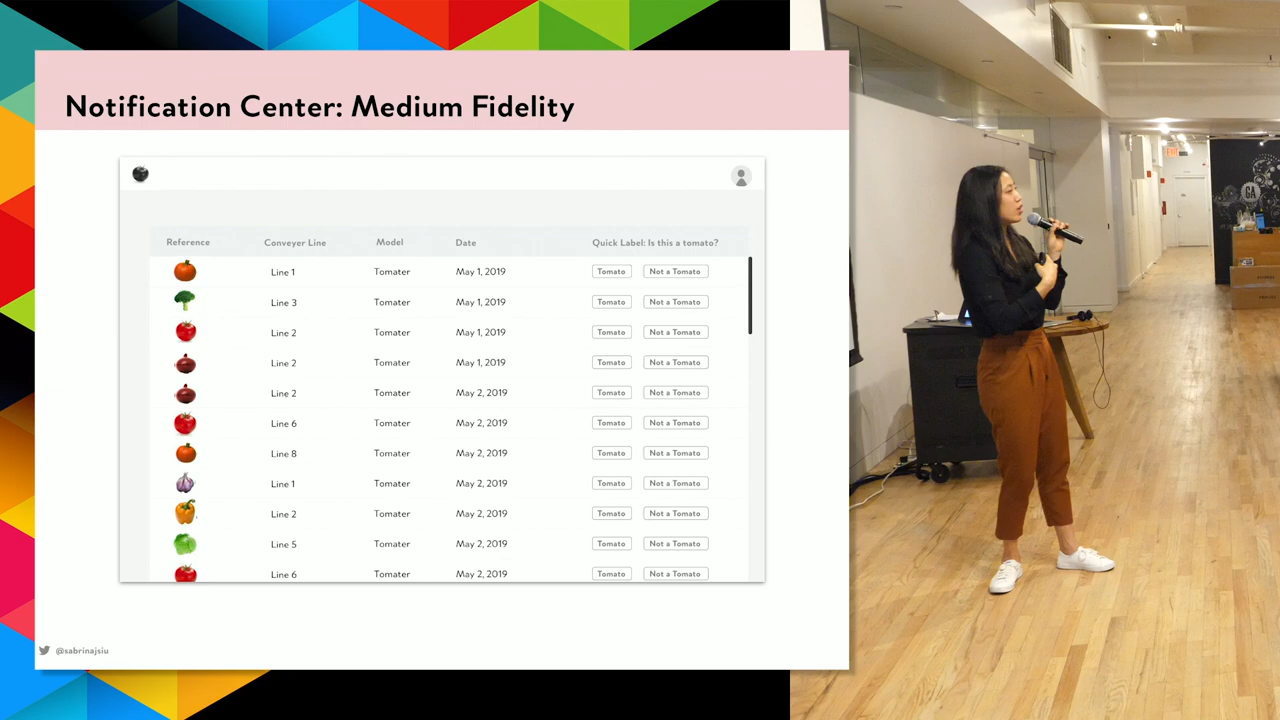 Notification Center: Medium Fidelity
Reference Conveyer Line Model Date Quick Label: Is this a tomato?
Line 1 Tomater May 1, 2019 Tomato Not a Tomato
Line 3 Tomater May 1, 2019 Tomato Not a Tomato
Line 2 Tomater May 1, 2019 Tomato Not a Tomato
Line 2 Tomater May 1, 2019 Tomato Not a Tomato
Line 2 Tomater May 2, 2019 Tomato Not a Tomato
Line 6 Tomater May 2, 2019 Tomato Not a Tomato
Line 8 Tomater May 2, 2019 Tomato Not a Tomato
Line 1 Tomater May 2, 2019 Tomato Not a Tomato
Line 2 Tomater May 2, 2019 Tomato Not a Tomato
Line 5 Tomater May 2, 2019 Tomato Not a Tomato
Line 6 Tomater May 2, 2019 Tomato Not a Tomato
@sabrinajsiu
GA